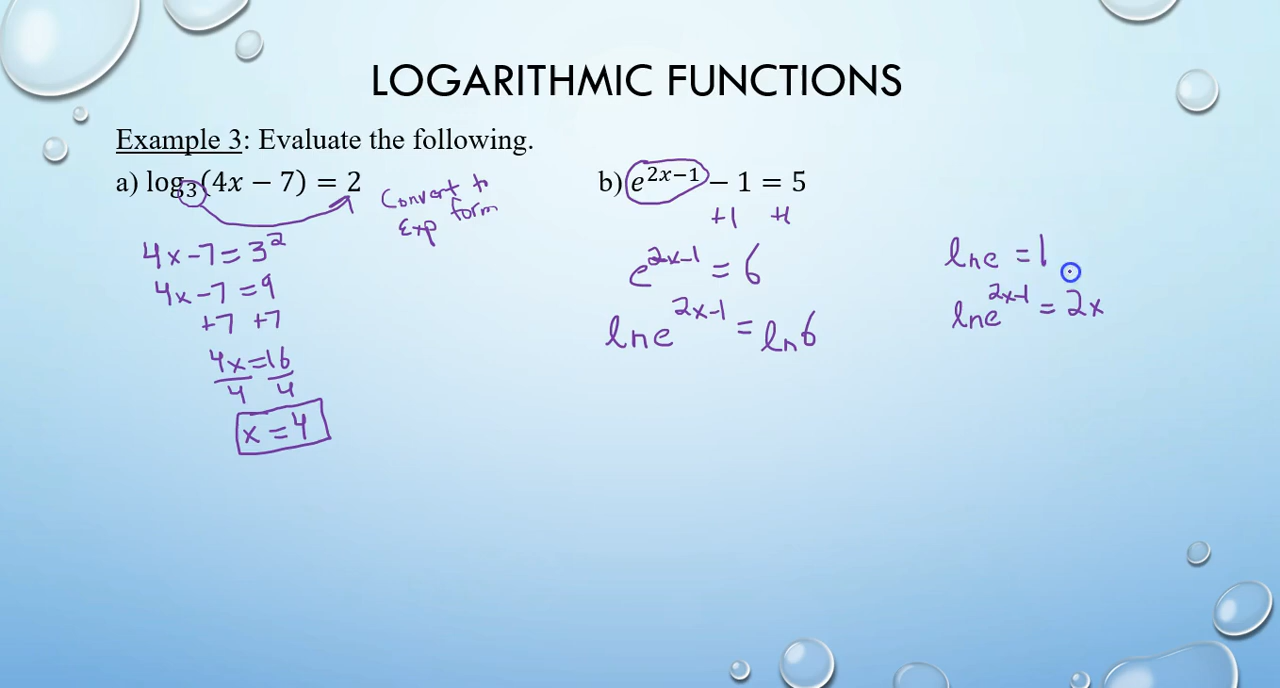 LOGARITHMIC FUNCTIONS
Example 3: Evaluate the following.
a) log₃(4x − 7) = 2
Convert to
Exp form
4x-7=3²
4x-7=9
+7 +7
4x=16
4 4
x=4
b) e^{2x−1} − 1 = 5
+1 +1
e^{2x-1} = 6
ln e^{2x-1} = ln 6
ln e = 1
ln e^{2x-1} = 2x